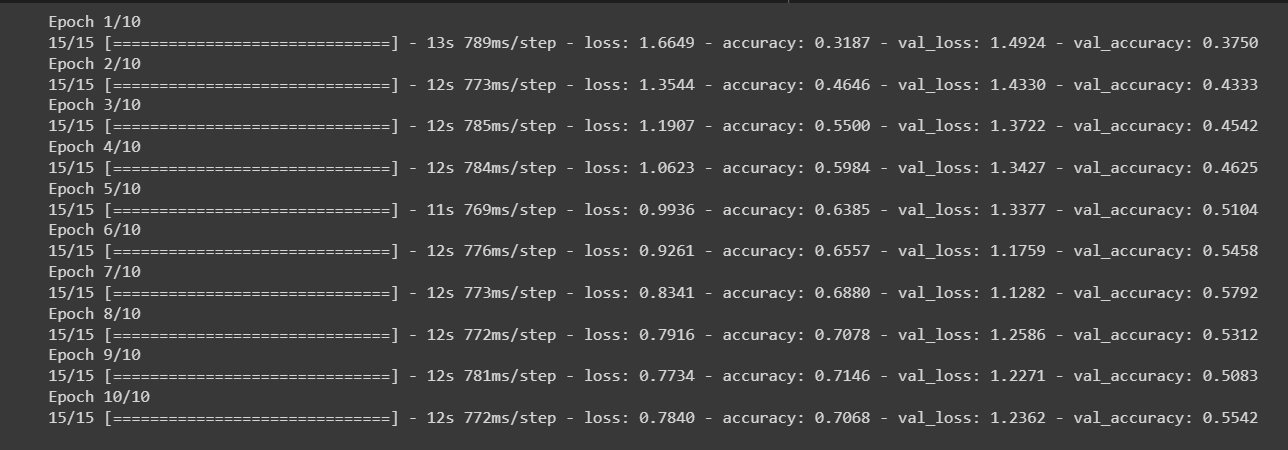 Epoch 1/10
15/15 [==============================] - 13s 789ms/step - loss: 1.6649 - accuracy: 0.3187 - val_loss: 1.4924 - val_accuracy: 0.3750
Epoch 2/10
15/15 [==============================] - 12s 773ms/step - loss: 1.3544 - accuracy: 0.4646 - val_loss: 1.4330 - val_accuracy: 0.4333
Epoch 3/10
15/15 [==============================] - 12s 785ms/step - loss: 1.1907 - accuracy: 0.5500 - val_loss: 1.3722 - val_accuracy: 0.4542
Epoch 4/10
15/15 [==============================] - 12s 784ms/step - loss: 1.0623 - accuracy: 0.5984 - val_loss: 1.3427 - val_accuracy: 0.4625
Epoch 5/10
15/15 [==============================] - 11s 769ms/step - loss: 0.9936 - accuracy: 0.6385 - val_loss: 1.3377 - val_accuracy: 0.5104
Epoch 6/10
15/15 [==============================] - 12s 776ms/step - loss: 0.9261 - accuracy: 0.6557 - val_loss: 1.1759 - val_accuracy: 0.5458
Epoch 7/10
15/15 [==============================] - 12s 773ms/step - loss: 0.8341 - accuracy: 0.6880 - val_loss: 1.1282 - val_accuracy: 0.5792
Epoch 8/10
15/15 [==============================] - 12s 772ms/step - loss: 0.7916 - accuracy: 0.7078 - val_loss: 1.2586 - val_accuracy: 0.5312
Epoch 9/10
15/15 [==============================] - 12s 781ms/step - loss: 0.7734 - accuracy: 0.7146 - val_loss: 1.2271 - val_accuracy: 0.5083
Epoch 10/10
15/15 [==============================] - 12s 772ms/step - loss: 0.7840 - accuracy: 0.7068 - val_loss: 1.2362 - val_accuracy: 0.5542